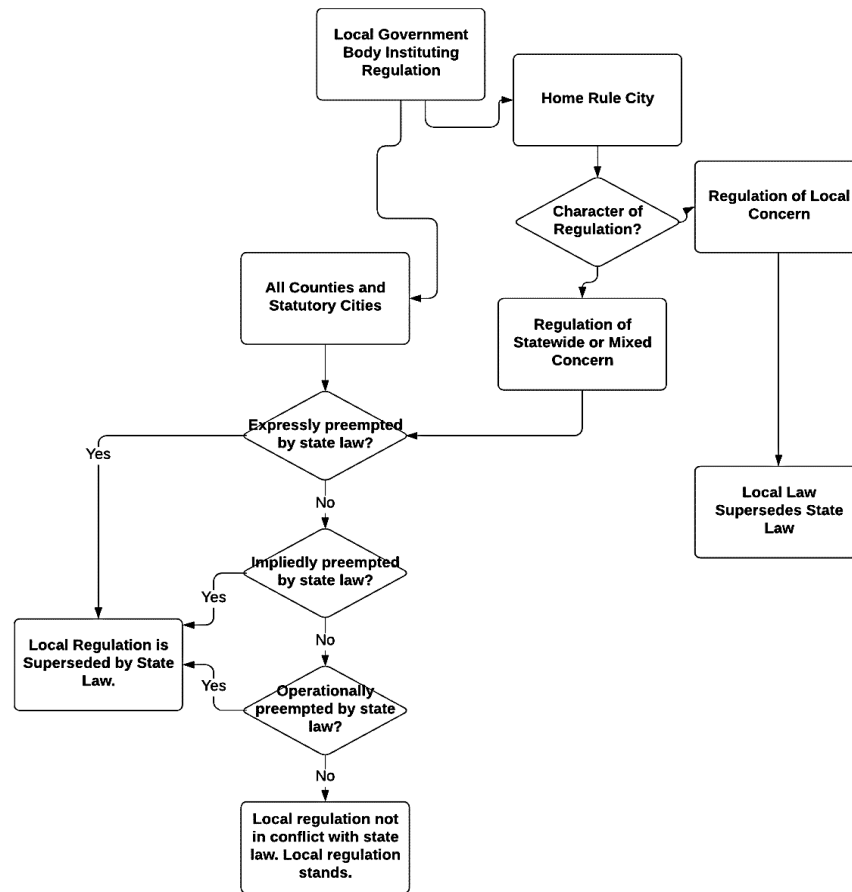 Local Government
Body Instituting
Regulation
Home Rule City
Character of
Regulation?
Regulation of Local
Concern
All Counties and
Statutory Cities
Regulation of
Statewide or Mixed
Concern
Expressly preempted
by state law?
Yes
No
Local Law
Supersedes State
Law
Impliedly preempted
by state law?
Yes
No
Local Regulation is
Superseded by State
Law.
Operationally
preempted by state
law?
Yes
No
Local regulation not
in conflict with state
law. Local regulation
stands.